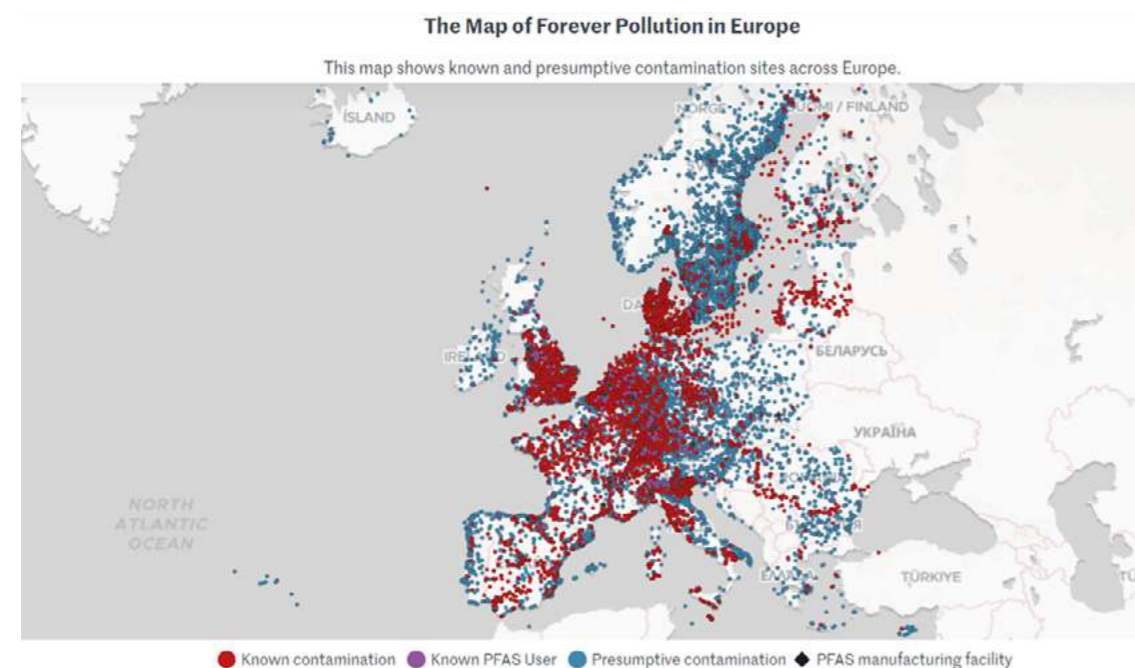 The Map of Forever Pollution in Europe
This map shows known and presumptive contamination sites across Europe.
ÍSLAND
NORGE
/ FINLAND
IRELAND
БЕЛАРУСЬ
УКРАЇНА
NORTH
ATLANTIC
OCEAN
TÜRKIYE
Known contamination Known PFAS User Presumptive contamination PFAS manufacturing facility